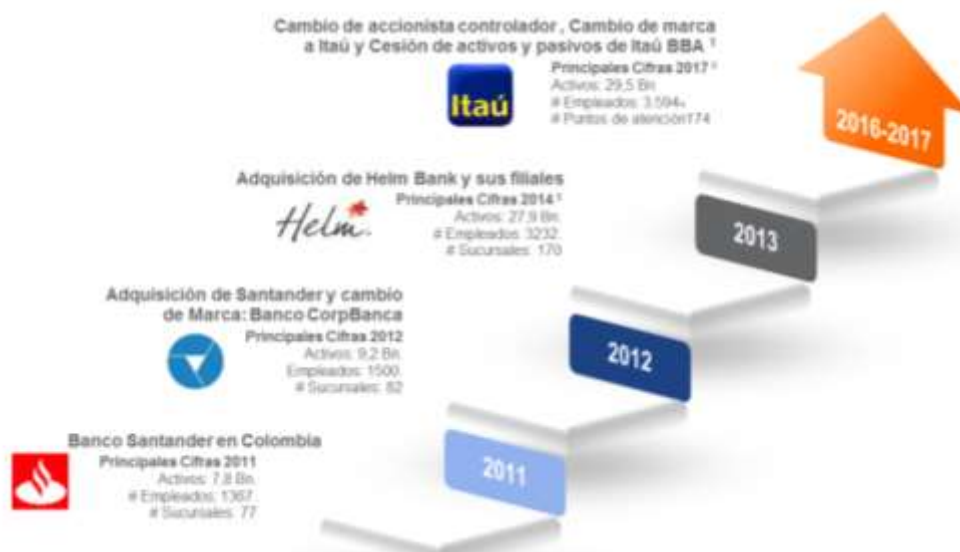 Cambio de accionista controlador, Cambio de marca
a Itaú y Cesión de activos y pasivos de Itaú BBA ¹
Itaú
Principales Cifras 2017
Activos: 29,5 Bn
# Empleados: 3.594
# Puntos de atención174
2016-2017
Adquisición de Helm Bank y sus filiales
Helm.
Principales Cifras 2014
Activos: 27,9 Bn.
# Empleados: 3232.
# Sucursales: 170
2013
Adquisición de Santander y cambio
de Marca: Banco CorpBanca
Principales Cifras 2012
Activos: 9,2 Bn.
Empleados: 1500.
# Sucursales: 82
2012
Banco Santander en Colombia
Principales Cifras 2011
Activos: 7,8 Bn.
# Empleados: 1367.
# Sucursales: 77
2011